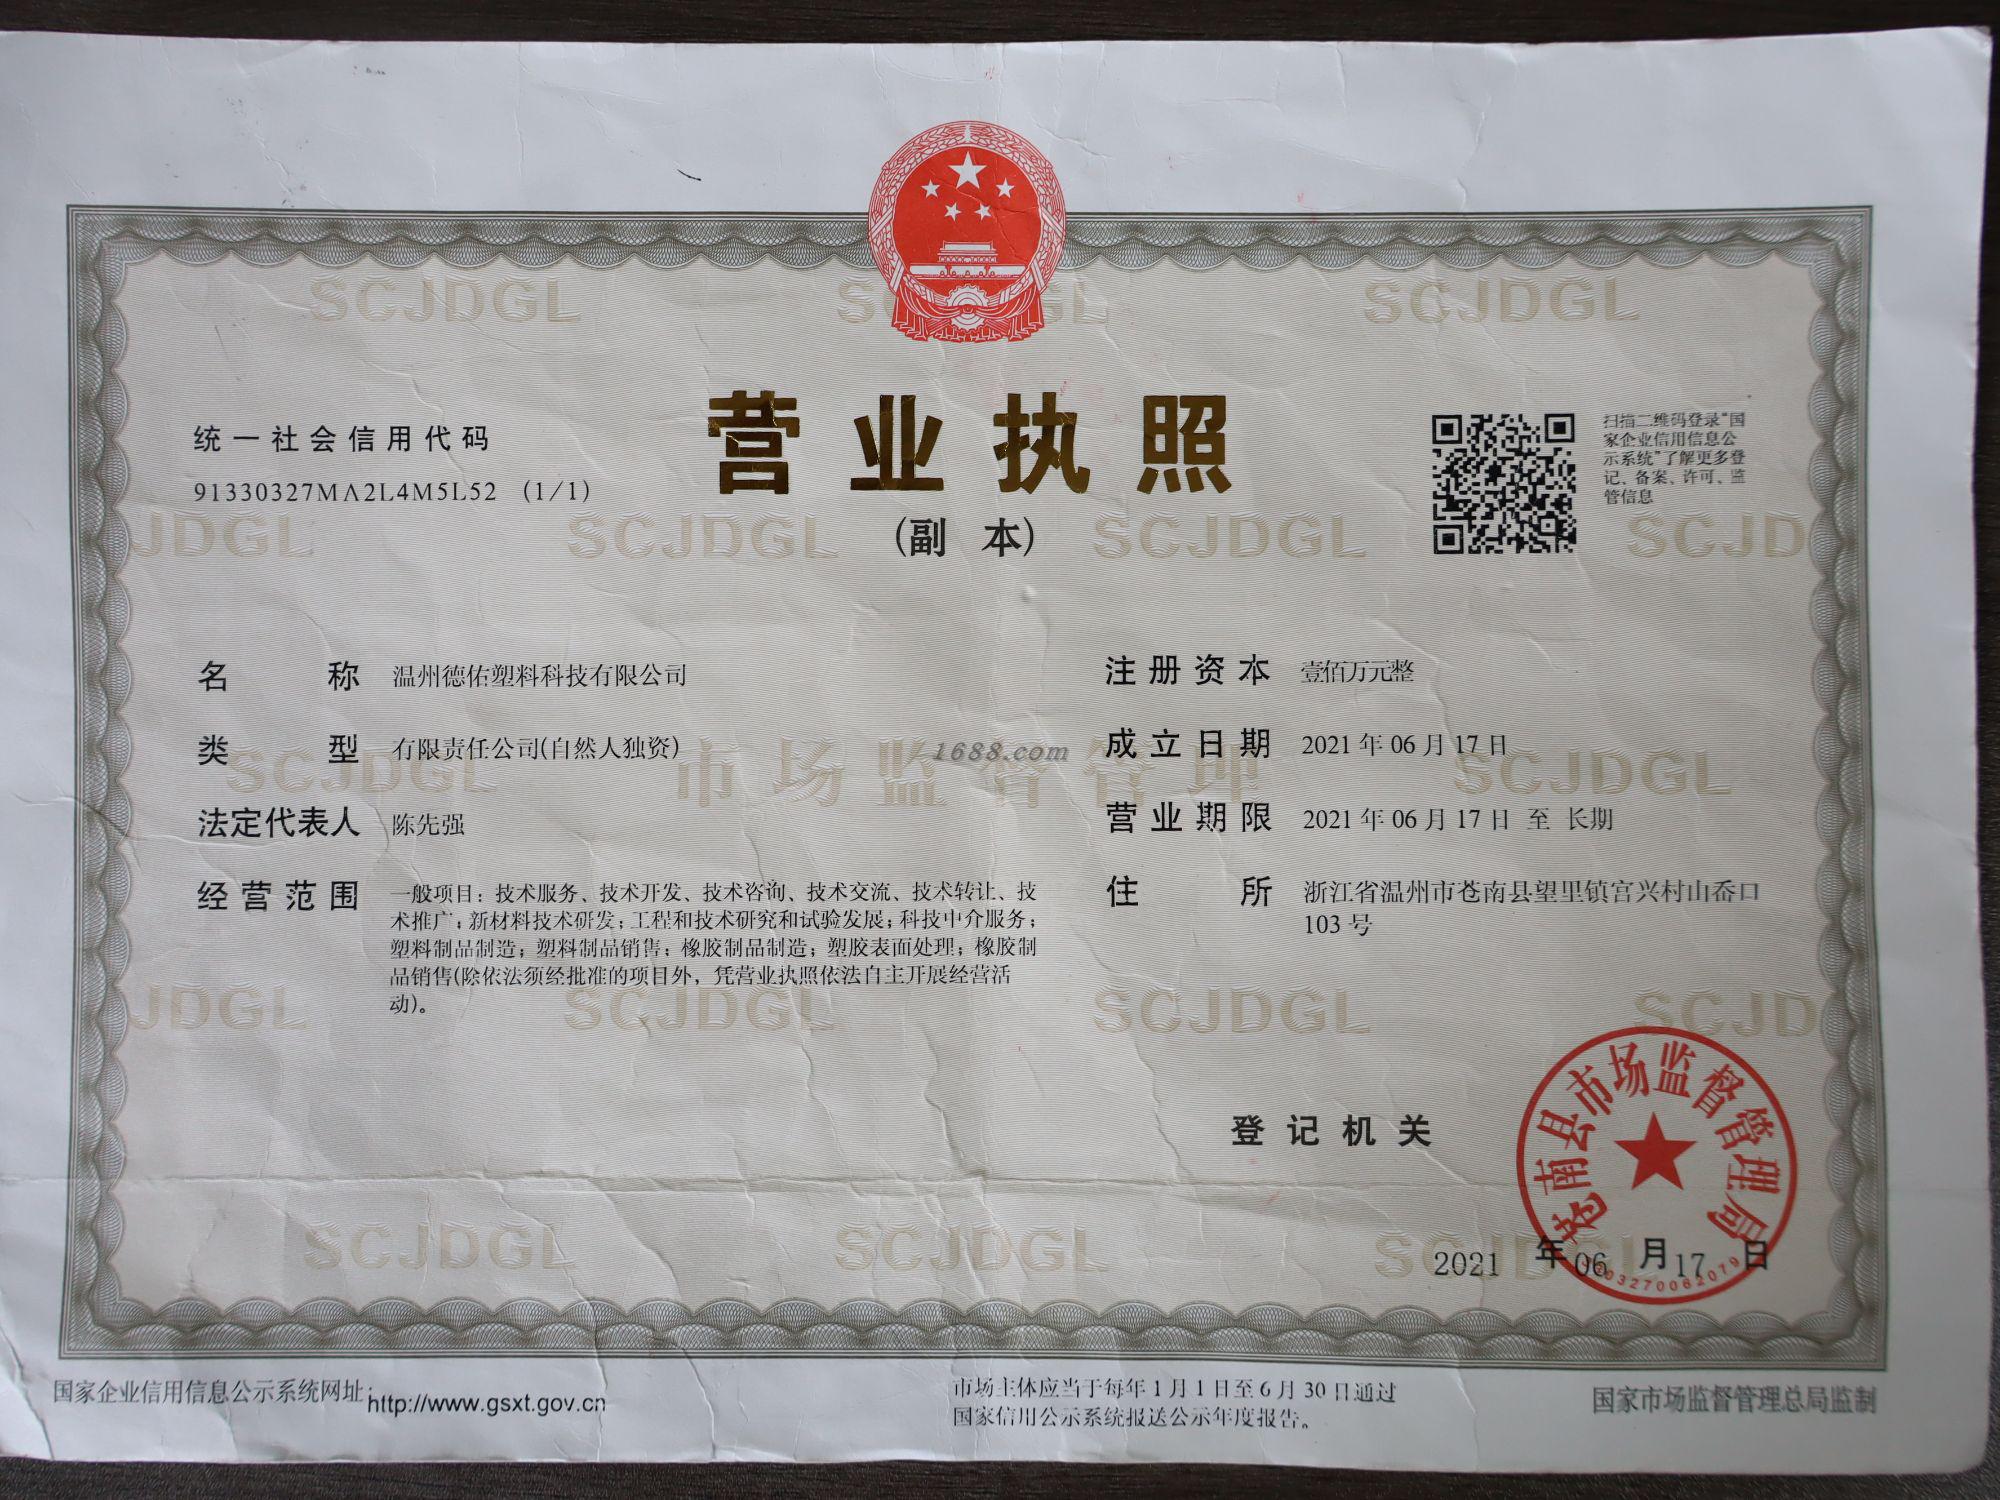 营业执照
(副 本)
统一社会信用代码
91330327MA2L4M5L52 (1/1)
扫描二维码登录“国
家企业信用信息公
示系统”了解更多登
记、备案、许可、监
管信息
名 称 温州德佑塑料科技有限公司
类 型 有限责任公司(自然人独资)
法定代表人 陈先强
经营范围 一般项目：技术服务、技术开发、技术咨询、技术交流、技术转让、技
术推广；新材料技术研发；工程和技术研究和试验发展；科技中介服务；
塑料制品制造；塑料制品销售；橡胶制品制造；塑胶表面处理；橡胶制
品销售(除依法须经批准的项目外，凭营业执照依法自主开展经营活
动)。
注册资本 壹佰万元整
成立日期 2021年06月17日
营业期限 2021年06月17日 至 长期
住 所 浙江省温州市苍南县望里镇宫兴村山岙口
103号
1688.com
市场监督管理
SCJDGL
登记机关
苍南县市场监督管理局
2021 年 06 月 17 日
国家企业信用信息公示系统网址：http://www.gsxt.gov.cn
市场主体应当于每年1月1日至6月30日通过
国家信用公示系统报送公示年度报告。
国家市场监督管理总局监制